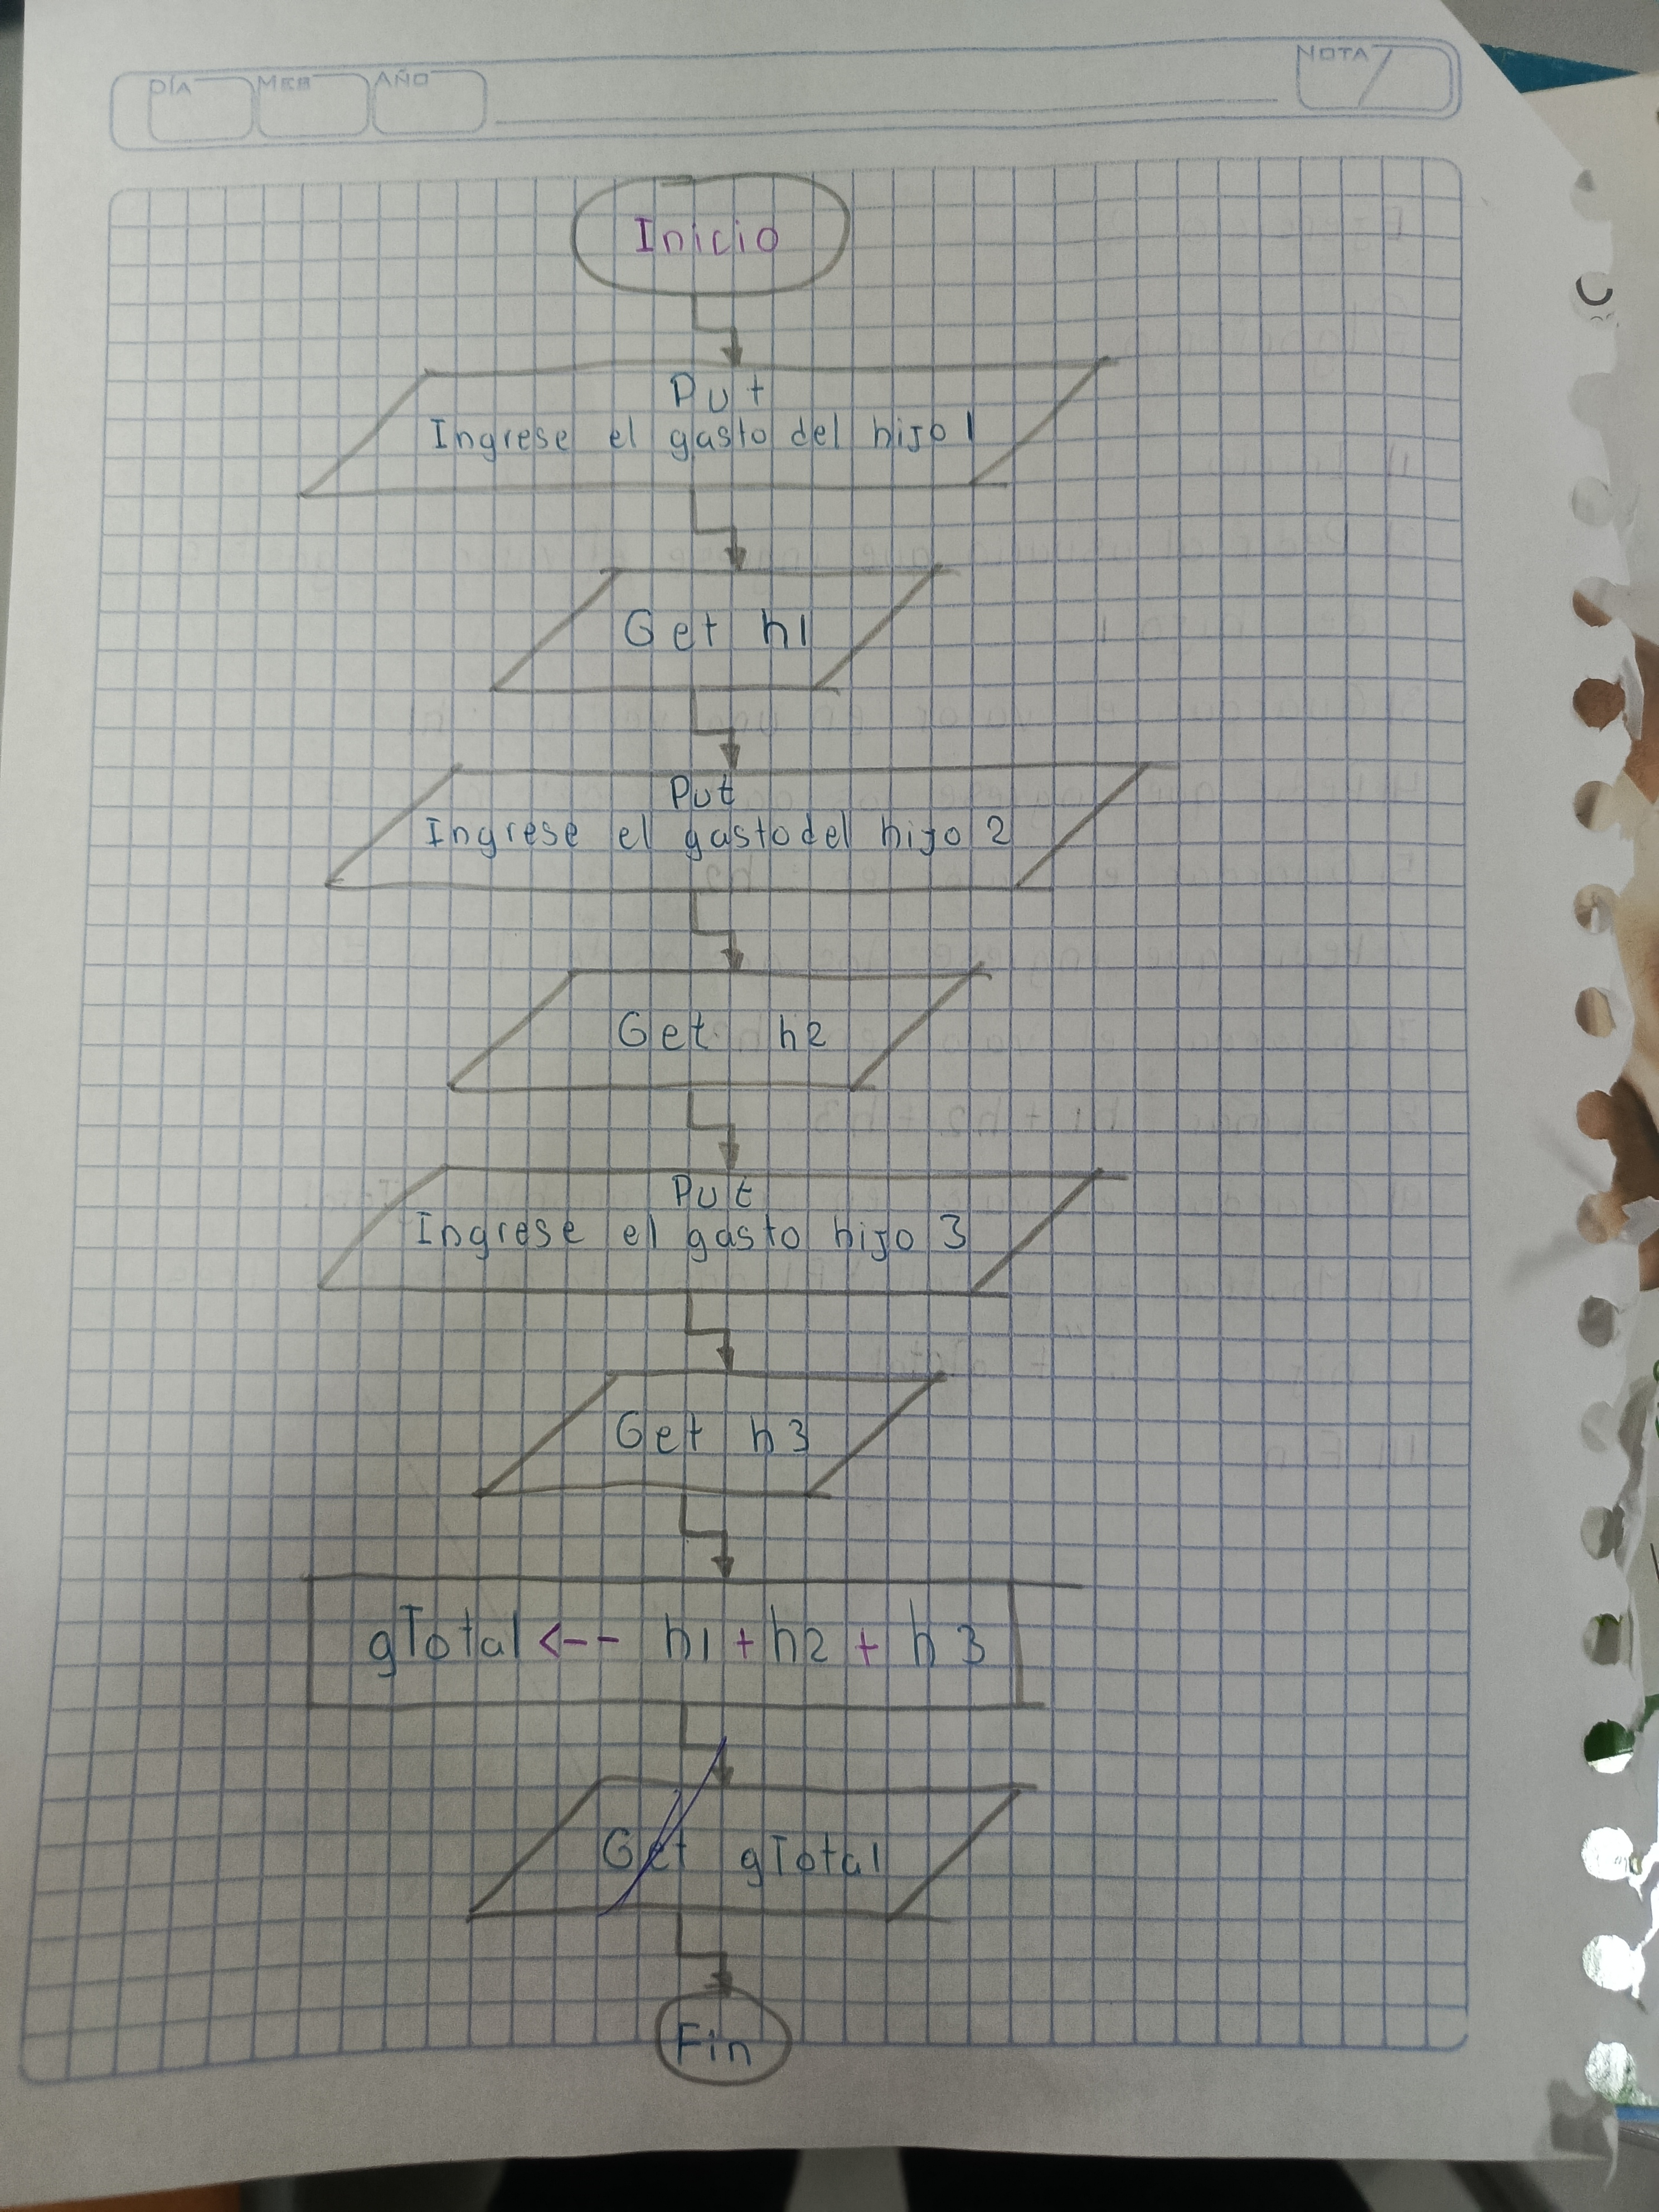 DÍA MES AÑO NOTA
Inicio
Put
Ingrese el gasto del hijo 1
Get h1
Put
Ingrese el gasto del hijo 2
Get h2
Put
Ingrese el gasto hijo 3
Get h3
gTotal <-- h1 + h2 + h3
Get gTotal
Fin